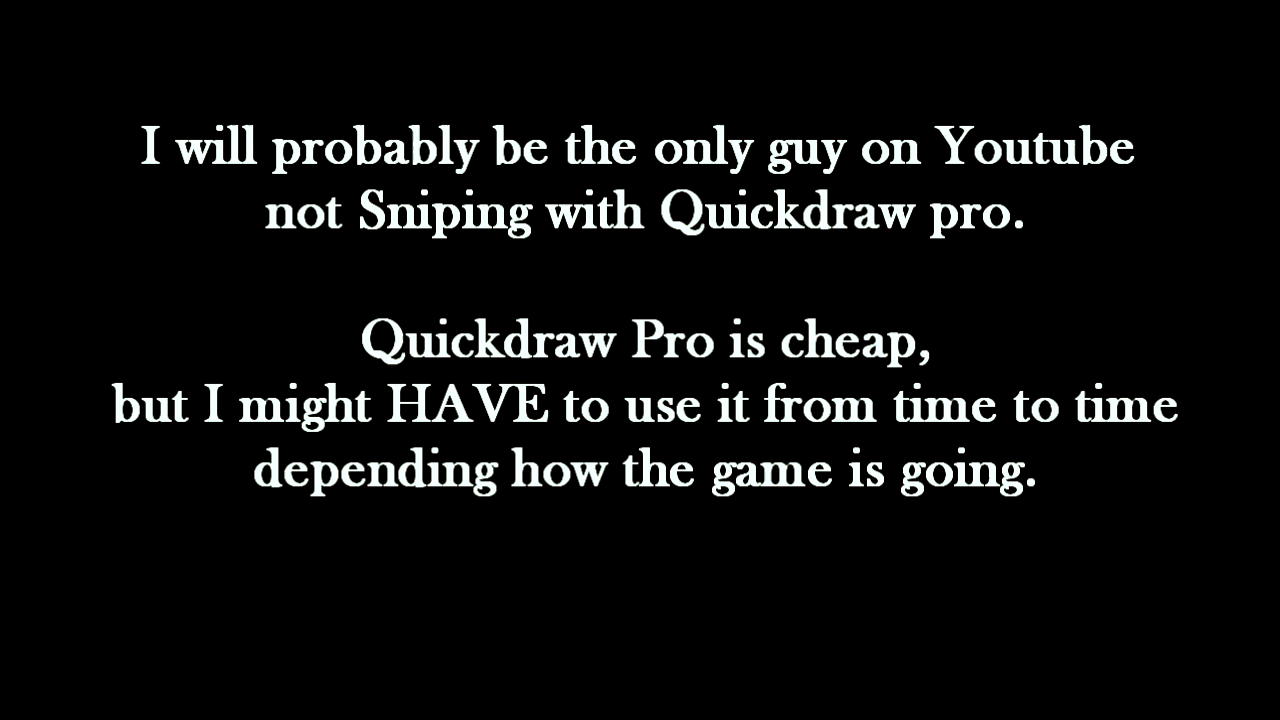 I will probably be the only guy on Youtube
not Sniping with Quickdraw pro.
Quickdraw Pro is cheap,
but I might HAVE to use it from time to time
depending how the game is going.